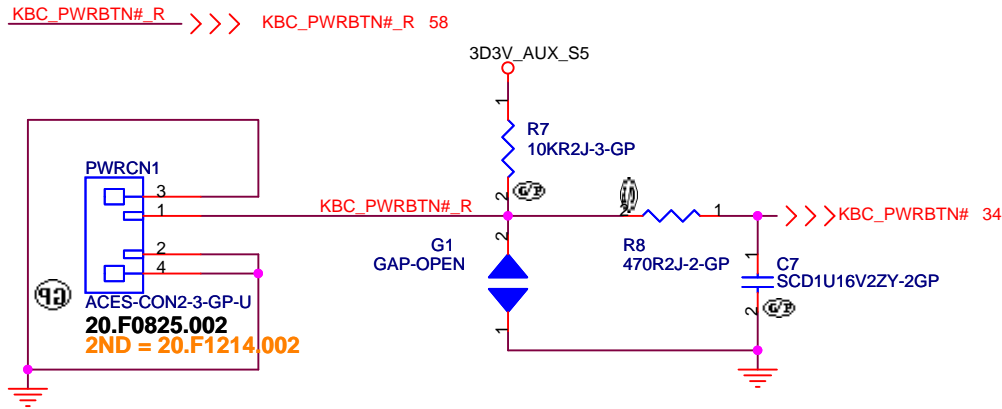 KBC_PWRBTN#_R
KBC_PWRBTN#_R 58
3D3V_AUX_S5
1
R7
10KR2J-3-GP
2
G/P
PWRCN1
3
1
2
4
KBC_PWRBTN#_R
2
1
KBC_PWRBTN# 34
R8
470R2J-2-GP
2
G1
GAP-OPEN
1
1
C7
SCD1U16V2ZY-2GP
2
G/P
GP
ACES-CON2-3-GP-U
20.F0825.002
2ND = 20.F1214.002